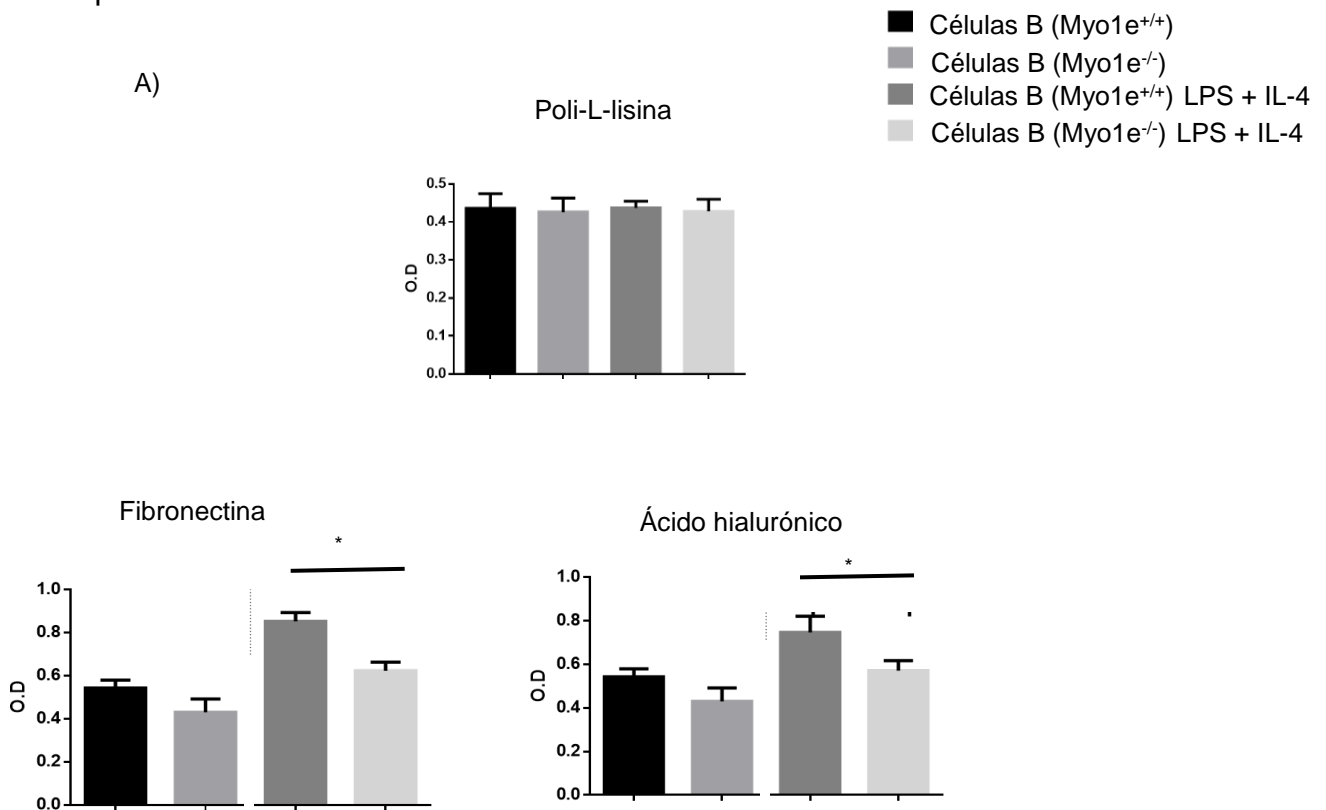 Células B (Myo1e+/+)
Células B (Myo1e-/-)
Células B (Myo1e+/+) LPS + IL-4
Células B (Myo1e-/-) LPS + IL-4
A)
Poli-L-lisina
0.5
0.4
0.3
0.2
0.1
0.0
O.D
Fibronectina
*
1.0
0.8
0.6
0.4
0.2
0.0
O.D
Ácido hialurónico
*
1.0
0.8
0.6
0.4
0.2
0.0
O.D